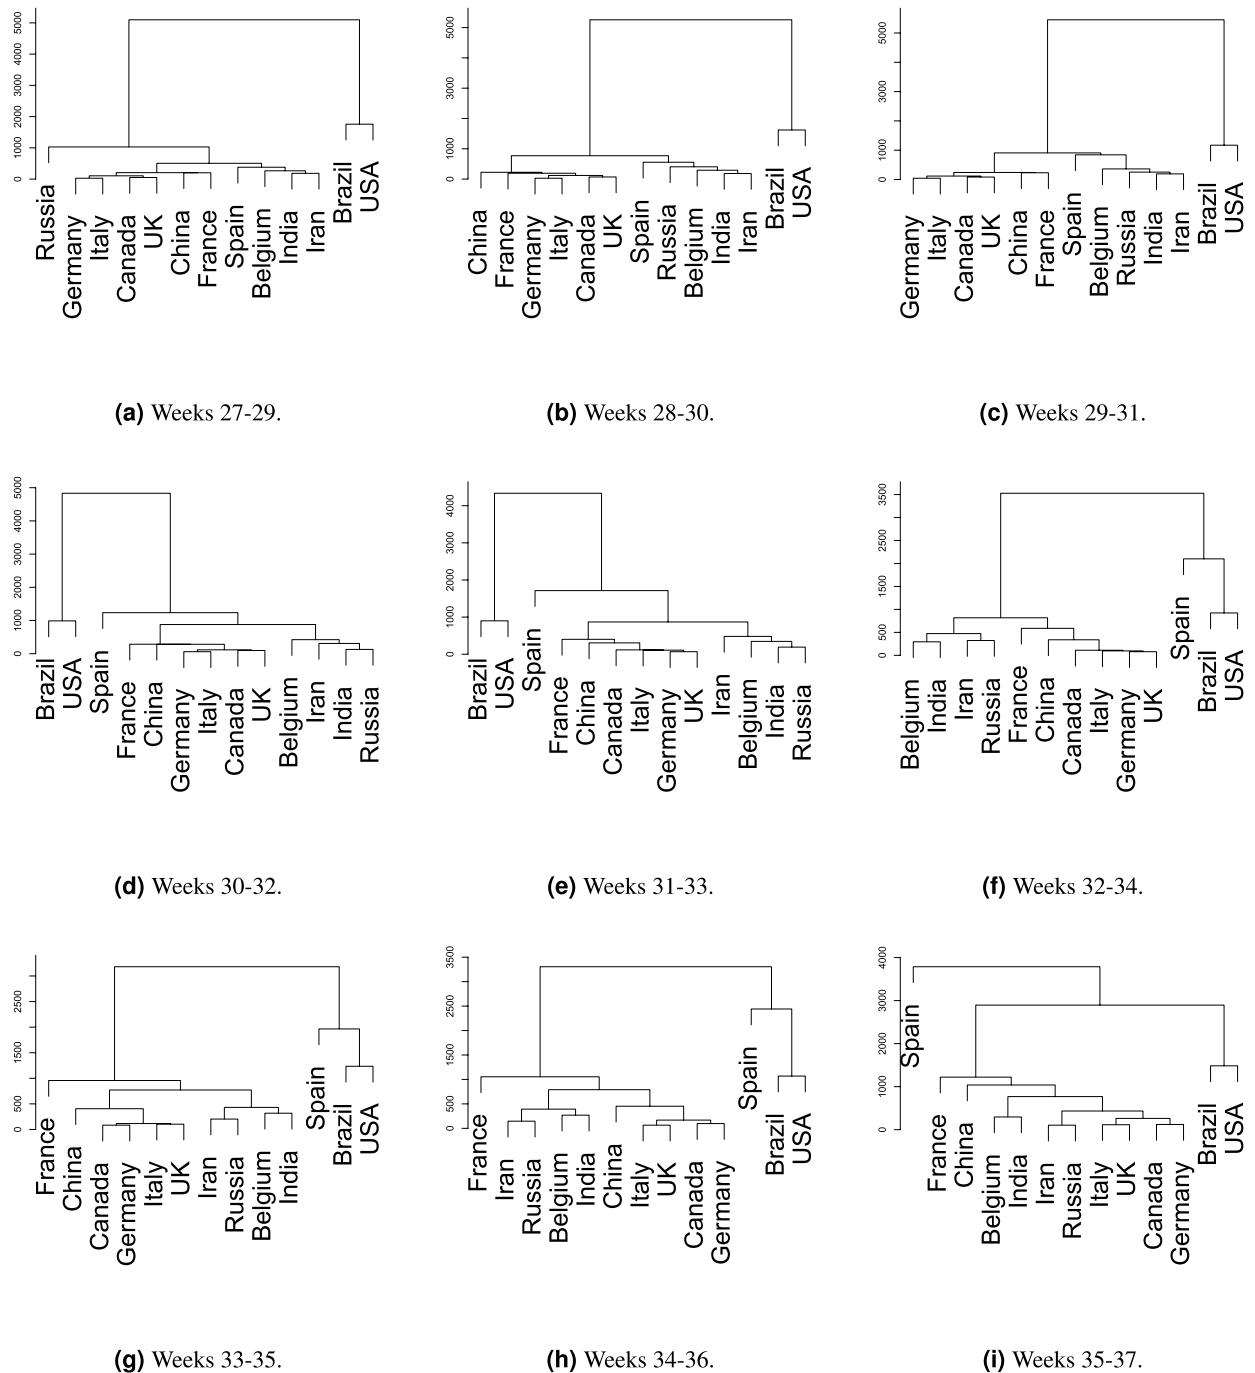 5000
4000
3000
2000
1000
0
Russia
Germany
Italy
Canada
UK
China
France
Spain
Belgium
India
Iran
Brazil
USA
(a) Weeks 27-29.
5000
3000
1000
0
China
France
Germany
Italy
Canada
UK
Spain
Russia
Belgium
India
Iran
Brazil
USA
(b) Weeks 28-30.
5000
3000
1000
0
Germany
Italy
Canada
UK
China
France
Spain
Belgium
Russia
India
Iran
Brazil
USA
(c) Weeks 29-31.
5000
4000
3000
2000
1000
0
Brazil
USA
Spain
France
China
Germany
Italy
Canada
UK
Belgium
Iran
India
Russia
(d) Weeks 30-32.
4000
3000
2000
1000
0
Brazil
USA
Spain
France
China
Canada
Italy
Germany
UK
Iran
Belgium
India
Russia
(e) Weeks 31-33.
3500
2500
1500
500
0
Belgium
India
Iran
Russia
France
China
Canada
Italy
Germany
UK
Spain
Brazil
USA
(f) Weeks 32-34.
2500
1500
500
0
France
China
Canada
Germany
Italy
UK
Iran
Russia
Belgium
India
Spain
Brazil
USA
(g) Weeks 33-35.
3500
2500
1500
500
0
France
Iran
Russia
Belgium
India
China
Italy
UK
Canada
Germany
Spain
Brazil
USA
(h) Weeks 34-36.
4000
3000
2000
1000
0
Spain
France
China
Belgium
India
Iran
Russia
Italy
UK
Canada
Germany
Brazil
USA
(i) Weeks 35-37.